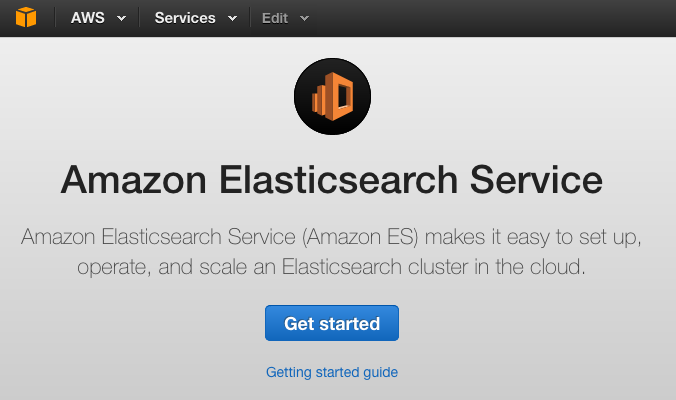 AWS Services Edit
Amazon Elasticsearch Service
Amazon Elasticsearch Service (Amazon ES) makes it easy to set up,
operate, and scale an Elasticsearch cluster in the cloud.
Get started
Getting started guide